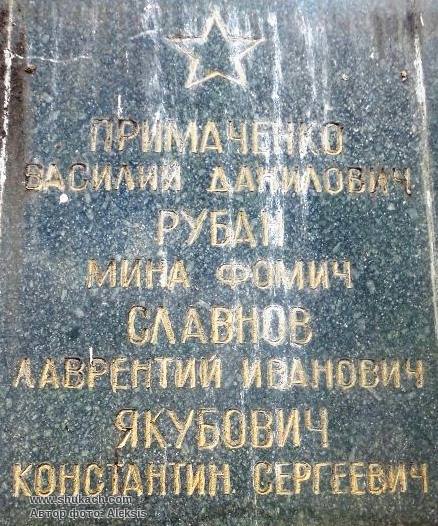 ПРИМАЧЕНКО
ВАСИЛИЙ ДАНИЛОВИЧ
РУБАН
МИНА ФОМИЧ
СЛАВНОВ
ЛАВРЕНТИЙ ИВАНОВИЧ
ЯКУБОВИЧ
КОНСТАНТИН СЕРГЕЕВИЧ
www.shukach.com
Автор фото: Aleksis